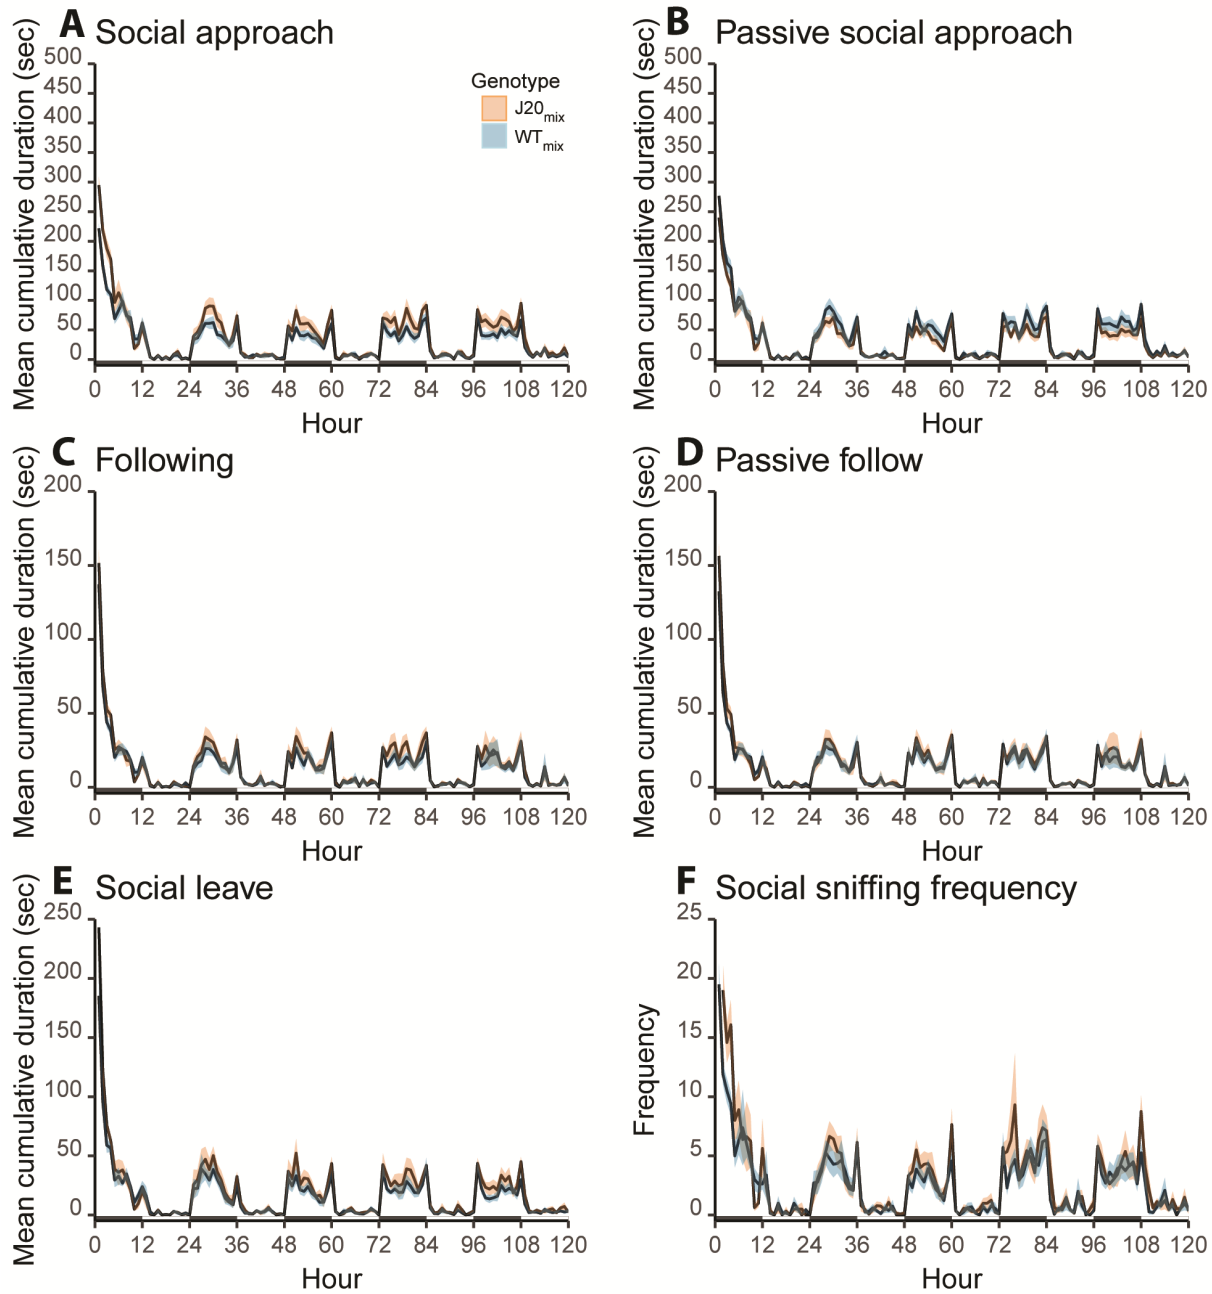 A Social approach
Mean cumulative duration (sec)
500
450
400
350
300
250
200
150
100
50
0
Genotype
J20mix
WTmix
0 12 24 36 48 60 72 84 96 108 120
Hour
B Passive social approach
Mean cumulative duration (sec)
500
450
400
350
300
250
200
150
100
50
0
0 12 24 36 48 60 72 84 96 108 120
Hour
C Following
Mean cumulative duration (sec)
200
150
100
50
0
0 12 24 36 48 60 72 84 96 108 120
Hour
D Passive follow
Mean cumulative duration (sec)
200
150
100
50
0
0 12 24 36 48 60 72 84 96 108 120
Hour
E Social leave
Mean cumulative duration (sec)
250
200
150
100
50
0
0 12 24 36 48 60 72 84 96 108 120
Hour
F Social sniffing frequency
Frequency
25
20
15
10
5
0
0 12 24 36 48 60 72 84 96 108 120
Hour